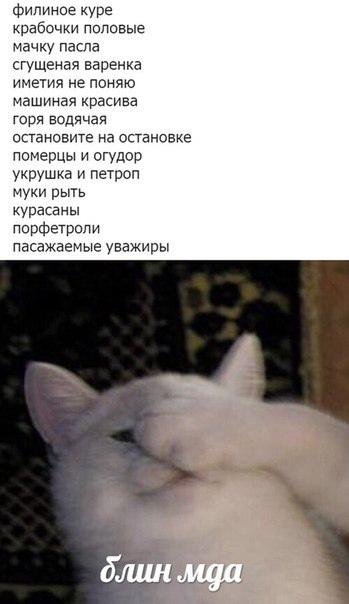 филиное куре
крабочки половые
мачку пасла
сгущеная варенка
иметия не поняю
машиная красива
горя водячая
остановите на остановке
померцы и огудор
укрушка и петроп
муки рыть
курасаны
порфетроли
пасажаемые уважиры
блин мда